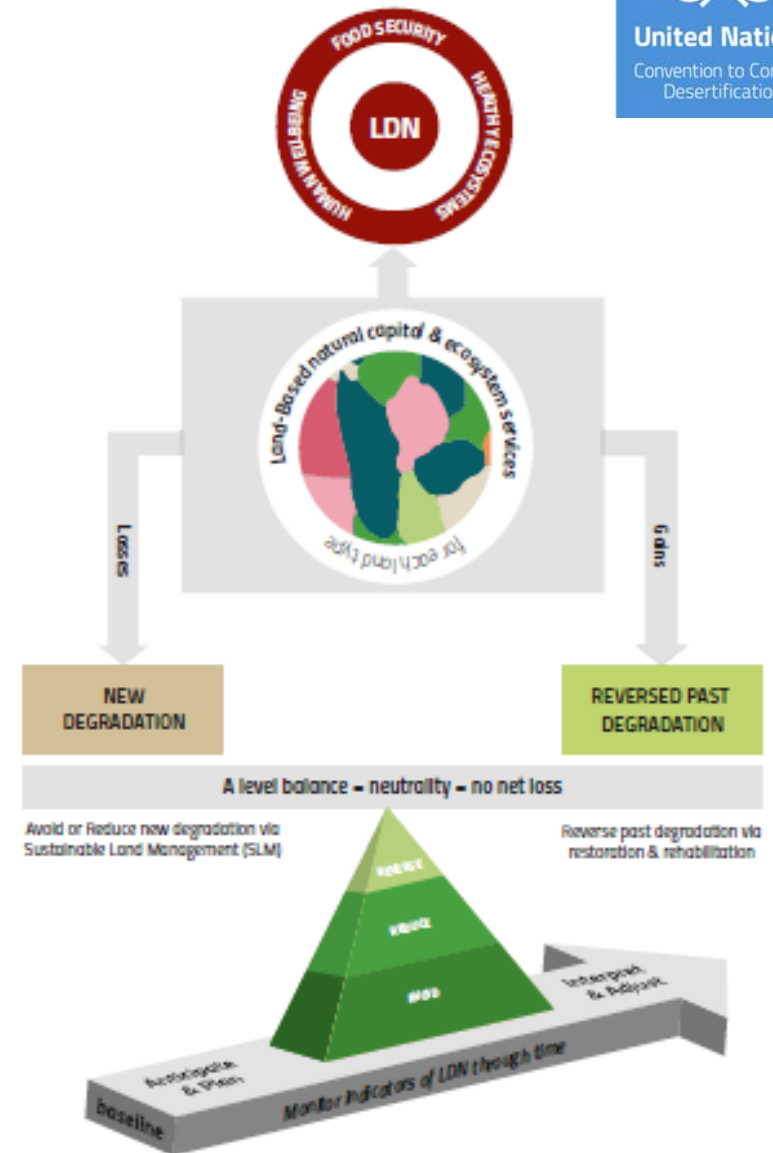 United Natio
Convention to Co
Desertificatio
FOOD SECURITY
HEALTHY ECOSYSTEMS
HUMAN WELLBEING
LDN
Land-Based natural capital & ecosystem services
for each land type
Losses
Gains
NEW
DEGRADATION
REVERSED PAST
DEGRADATION
A level balance = neutrality = no net loss
Avoid or Reduce new degradation via
Sustainable Land Management (SLM)
Reverse past degradation via
restoration & rehabilitation
REVERSE
REDUCE
AVOID
Interpret
& Adjust
Anticipate
& Plan
Monitor Indicators of LDN through time
baseline